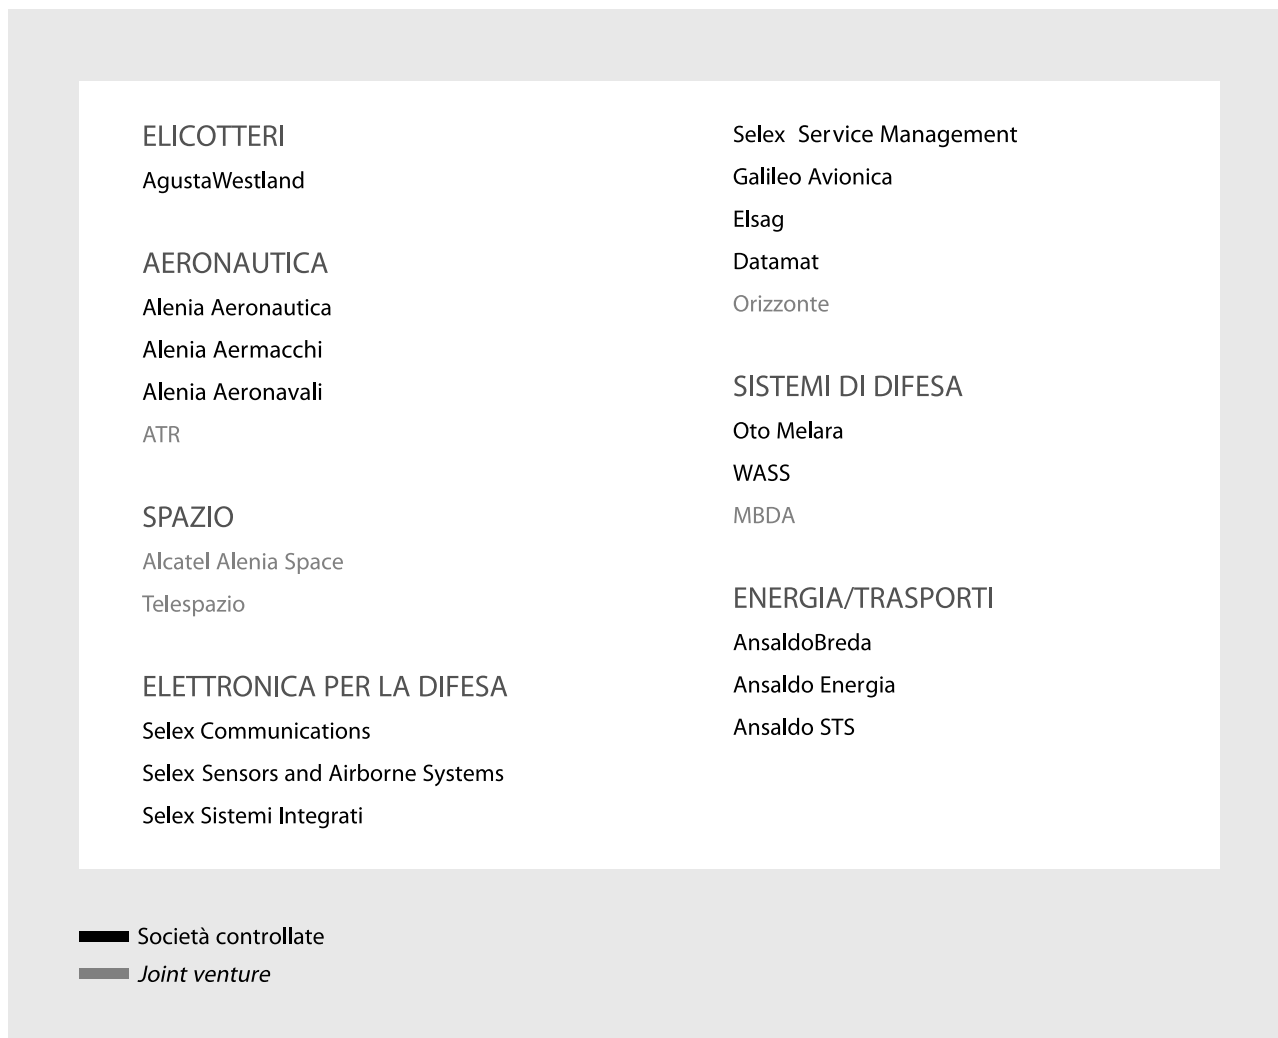 ELICOTTERI
AgustaWestland
AERONAUTICA
Alenia Aeronautica
Alenia Aermacchi
Alenia Aeronavali
ATR
SPAZIO
Alcatel Alenia Space
Telespazio
ELETTRONICA PER LA DIFESA
Selex Communications
Selex Sensors and Airborne Systems
Selex Sistemi Integrati
Selex Service Management
Galileo Avionica
Elsag
Datamat
Orizzonte
SISTEMI DI DIFESA
Oto Melara
WASS
MBDA
ENERGIA/TRASPORTI
AnsaldoBreda
Ansaldo Energia
Ansaldo STS
Società controllate
Joint venture